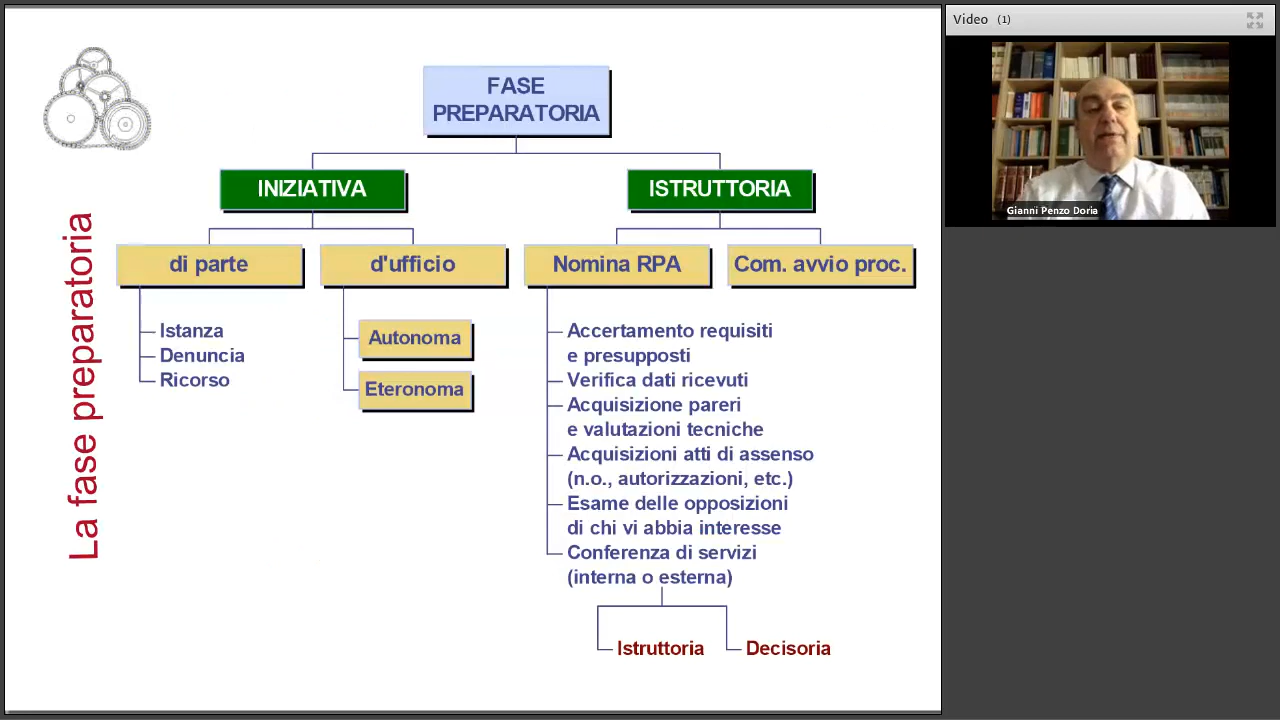 La fase preparatoria
FASE
PREPARATORIA
INIZIATIVA
ISTRUTTORIA
di parte
d'ufficio
Nomina RPA
Com. avvio proc.
Istanza
Denuncia
Ricorso
Autonoma
Eteronoma
Accertamento requisiti
e presupposti
Verifica dati ricevuti
Acquisizione pareri
e valutazioni tecniche
Acquisizioni atti di assenso
(n.o., autorizzazioni, etc.)
Esame delle opposizioni
di chi vi abbia interesse
Conferenza di servizi
(interna o esterna)
Istruttoria
Decisoria
Video (1)
Gianni Penzo Doria